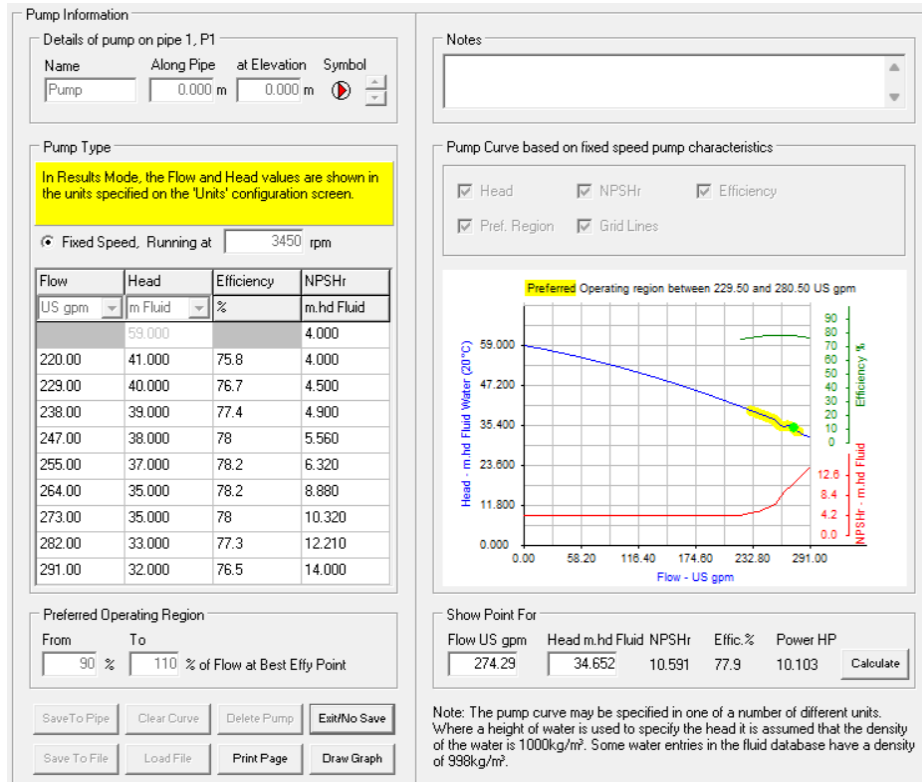 Pump Information
Details of pump on pipe 1, P1
Name Along Pipe at Elevation Symbol
Pump 0.000 m 0.000 m
Pump Type
In Results Mode, the Flow and Head values are shown in
the units specified on the 'Units' configuration screen.
Fixed Speed, Running at 3450 rpm
Flow Head Efficiency NPSHr
US gpm m Fluid % m.hd Fluid
59.000 4.000
220.00 41.000 75.8 4.000
229.00 40.000 76.7 4.500
238.00 39.000 77.4 4.900
247.00 38.000 78 5.560
255.00 37.000 78.2 6.320
264.00 35.000 78.2 8.880
273.00 35.000 78 10.320
282.00 33.000 77.3 12.210
291.00 32.000 76.5 14.000
Preferred Operating Region
From To
90 % 110 % of Flow at Best Effy Point
SaveTo Pipe Clear Curve Delete Pump Exit/No Save
Save To File Load File Print Page Draw Graph
Notes
Pump Curve based on fixed speed pump characteristics
Head NPSHr Efficiency
Pref. Region Grid Lines
Preferred Operating region between 229.50 and 280.50 US gpm
Head - m.hd Fluid Water (20°C)
59.000
47.200
35.400
23.600
11.800
0.000
0.00 58.20 116.40 174.60 232.80 291.00
Flow - US gpm
90
80
70
60
50
40
30
20
10
0
Efficiency %
12.6
8.4
4.2
0.0
NPSHr - m.hd Fluid
Show Point For
Flow US gpm Head m.hd Fluid NPSHr Effic.% Power HP
274.29 34.652 10.591 77.9 10.103 Calculate
Note: The pump curve may be specified in one of a number of different units.
Where a height of water is used to specify the head it is assumed that the density
of the water is 1000kg/m³. Some water entries in the fluid database have a density
of 998kg/m³.